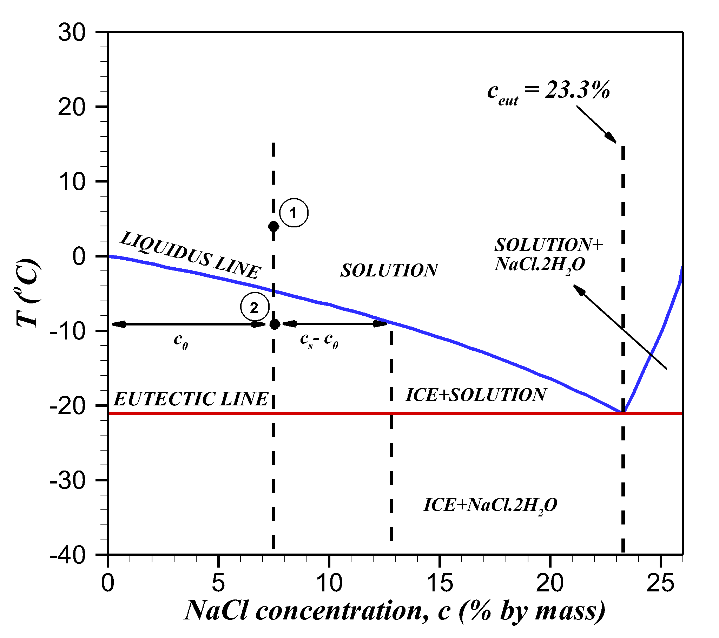 30
20
10
0
-10
-20
-30
-40
T (°C)
c_eut = 23.3%
1
LIQUIDUS LINE
SOLUTION
SOLUTION+
NaCl.2H₂O
2
c₀
cₛ- c₀
EUTECTIC LINE
ICE+SOLUTION
ICE+NaCl.2H₂O
0 5 10 15 20 25
NaCl concentration, c (% by mass)